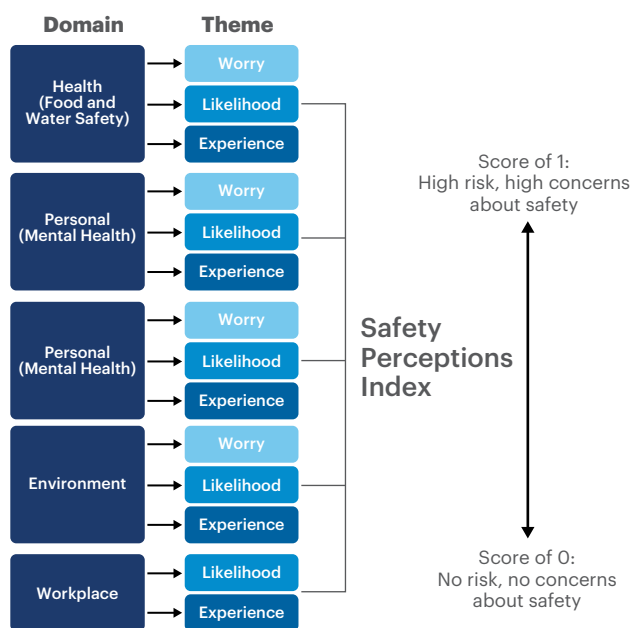 Domain
Theme
Health
(Food and
Water Safety)
Worry
Likelihood
Experience
Personal
(Mental Health)
Worry
Likelihood
Experience
Personal
(Mental Health)
Worry
Likelihood
Experience
Environment
Worry
Likelihood
Experience
Workplace
Likelihood
Experience
Safety
Perceptions
Index
Score of 1:
High risk, high concerns
about safety
Score of 0:
No risk, no concerns
about safety